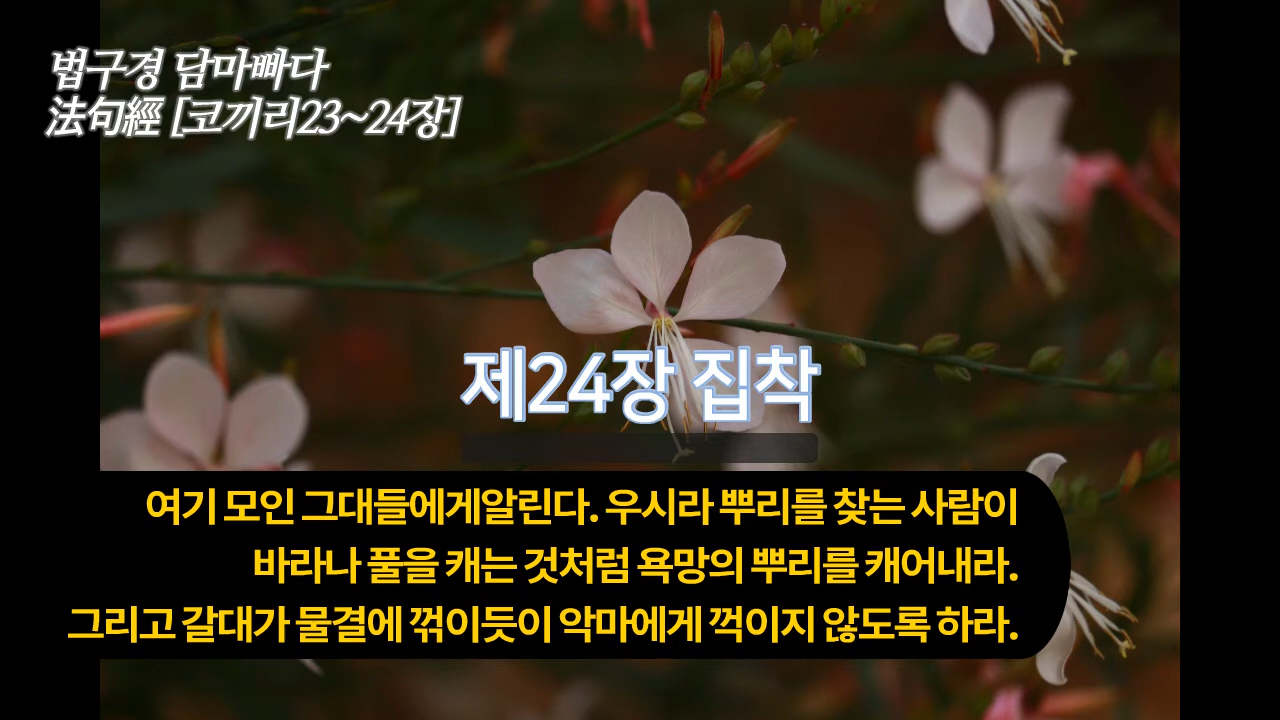 법구경 담마빠다
法句經 [코끼리23~24장]
제24장 집착
여기 모인 그대들에게알린다. 우시라 뿌리를 찾는 사람이
바라나 풀을 캐는 것처럼 욕망의 뿌리를 캐어내라.
그리고 갈대가 물결에 꺾이듯이 악마에게 꺽이지 않도록 하라.